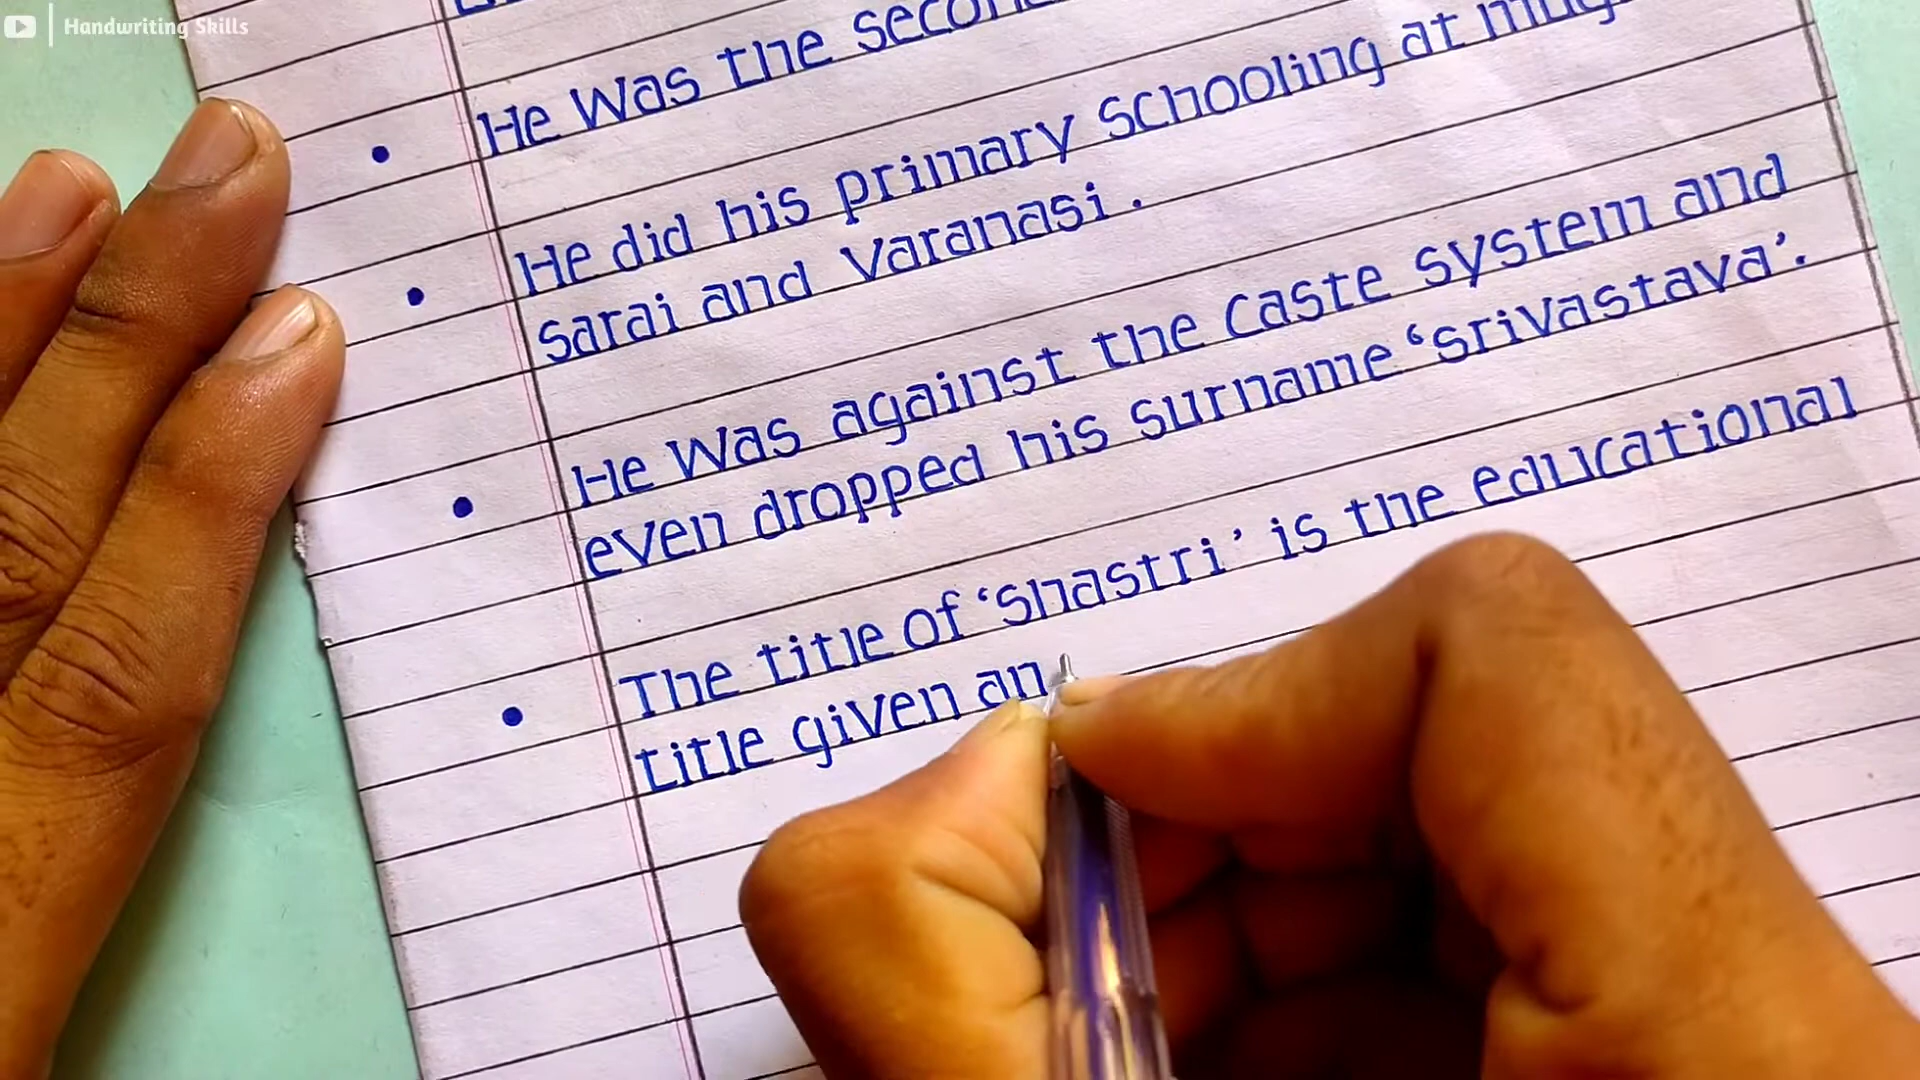 Handwriting Skills
He Was the
He did his primary schooling at
sarai and Varanasi.
He Was against the caste system and
even dropped his surname ‘srivastava’.
The title of ‘shastri’ is the educational
title given an